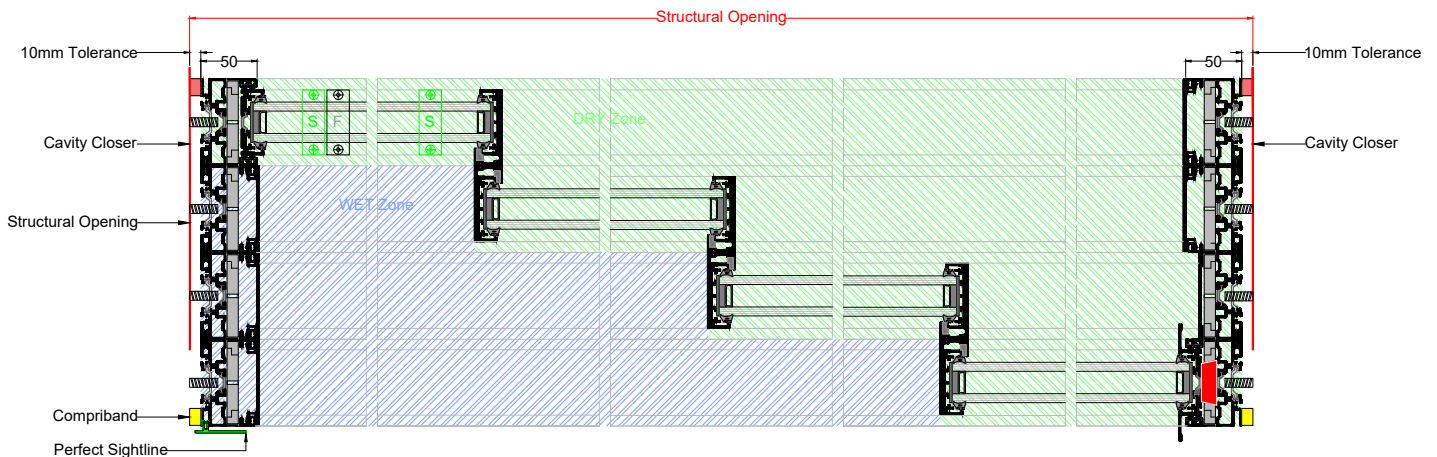 Structural Opening
10mm Tolerance
50
50
10mm Tolerance
S
F
S
DRY Zone
Cavity Closer
Cavity Closer
WET Zone
Structural Opening
Compriband
Perfect Sightline